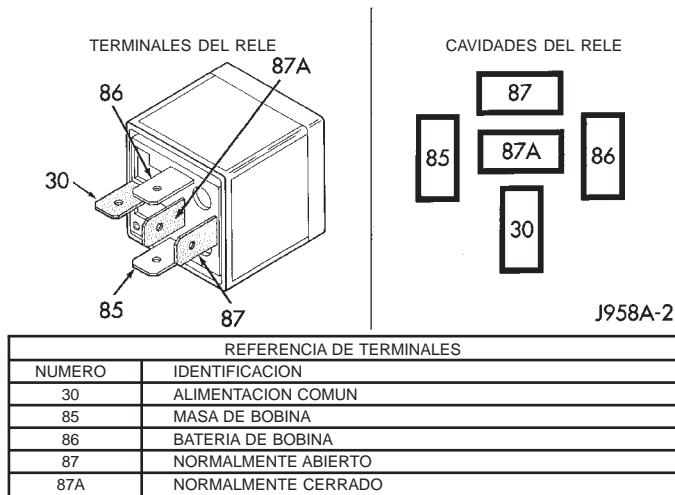 TERMINALES DEL RELE
87A
86
30
85
87
CAVIDADES DEL RELE
87
85
87A
86
30
J958A-2
REFERENCIA DE TERMINALES
NUMERO IDENTIFICACION
30 ALIMENTACION COMUN
85 MASA DE BOBINA
86 BATERIA DE BOBINA
87 NORMALMENTE ABIERTO
87A NORMALMENTE CERRADO